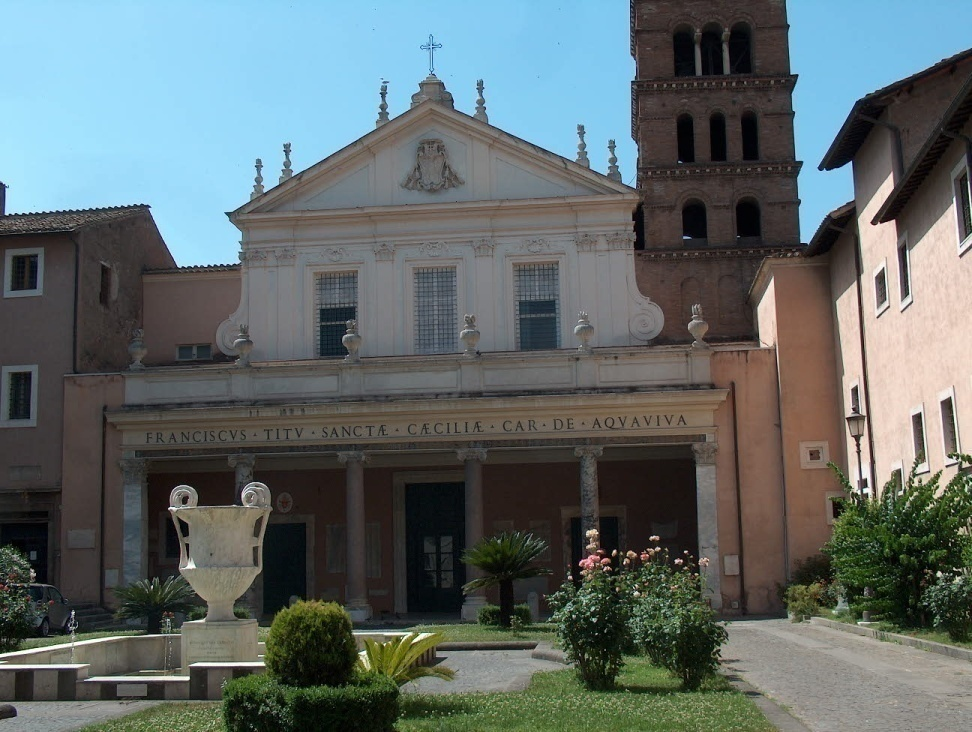 FRANCISCVS · TITV · SANCTÆ · CÆCILIÆ · CAR · DE · AQVAVIVA